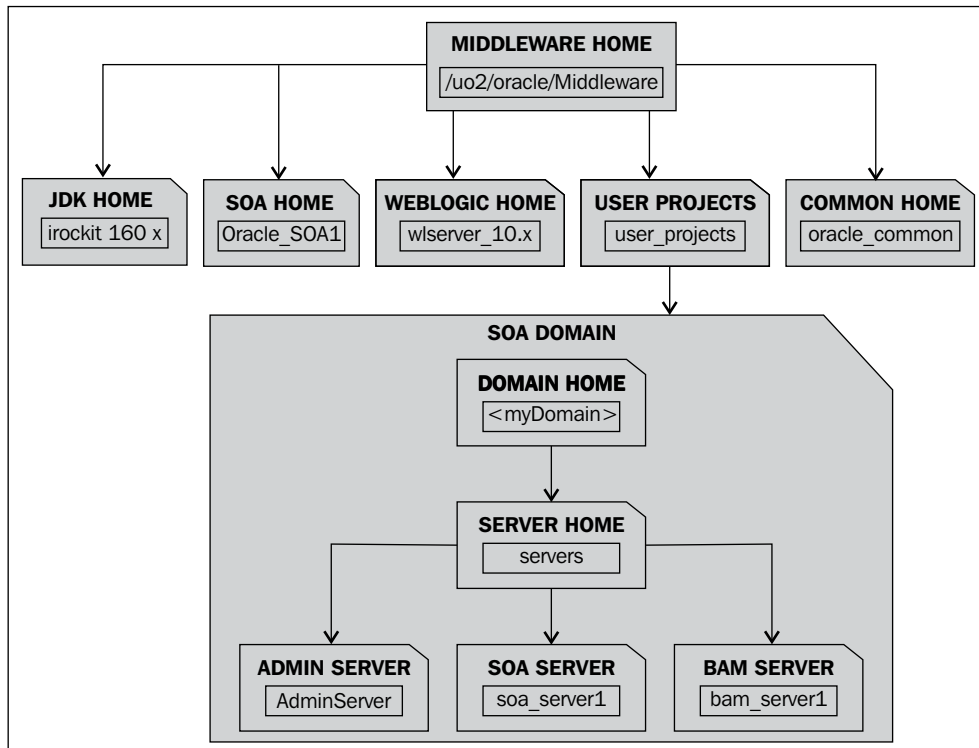 MIDDLEWARE HOME
/uo2/oracle/Middleware
JDK HOME
irockit 160 x
SOA HOME
Oracle_SOA1
WEBLOGIC HOME
wlserver_10.x
USER PROJECTS
user_projects
COMMON HOME
oracle_common
SOA DOMAIN
DOMAIN HOME
<myDomain>
SERVER HOME
servers
ADMIN SERVER
AdminServer
SOA SERVER
soa_server1
BAM SERVER
bam_server1